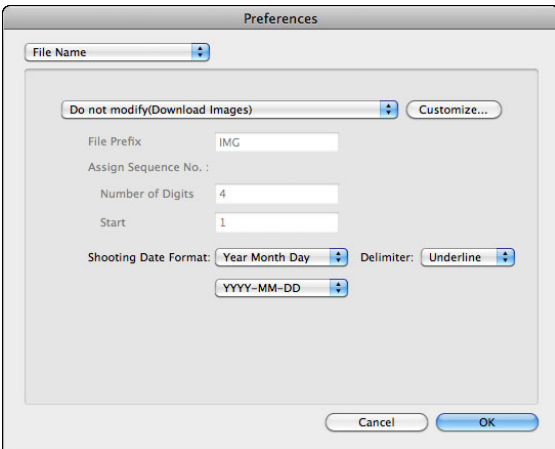 Preferences
File Name
Do not modify(Download Images) Customize...
File Prefix IMG
Assign Sequence No. :
Number of Digits 4
Start 1
Shooting Date Format: Year Month Day Delimiter: Underline
YYYY-MM-DD
Cancel OK